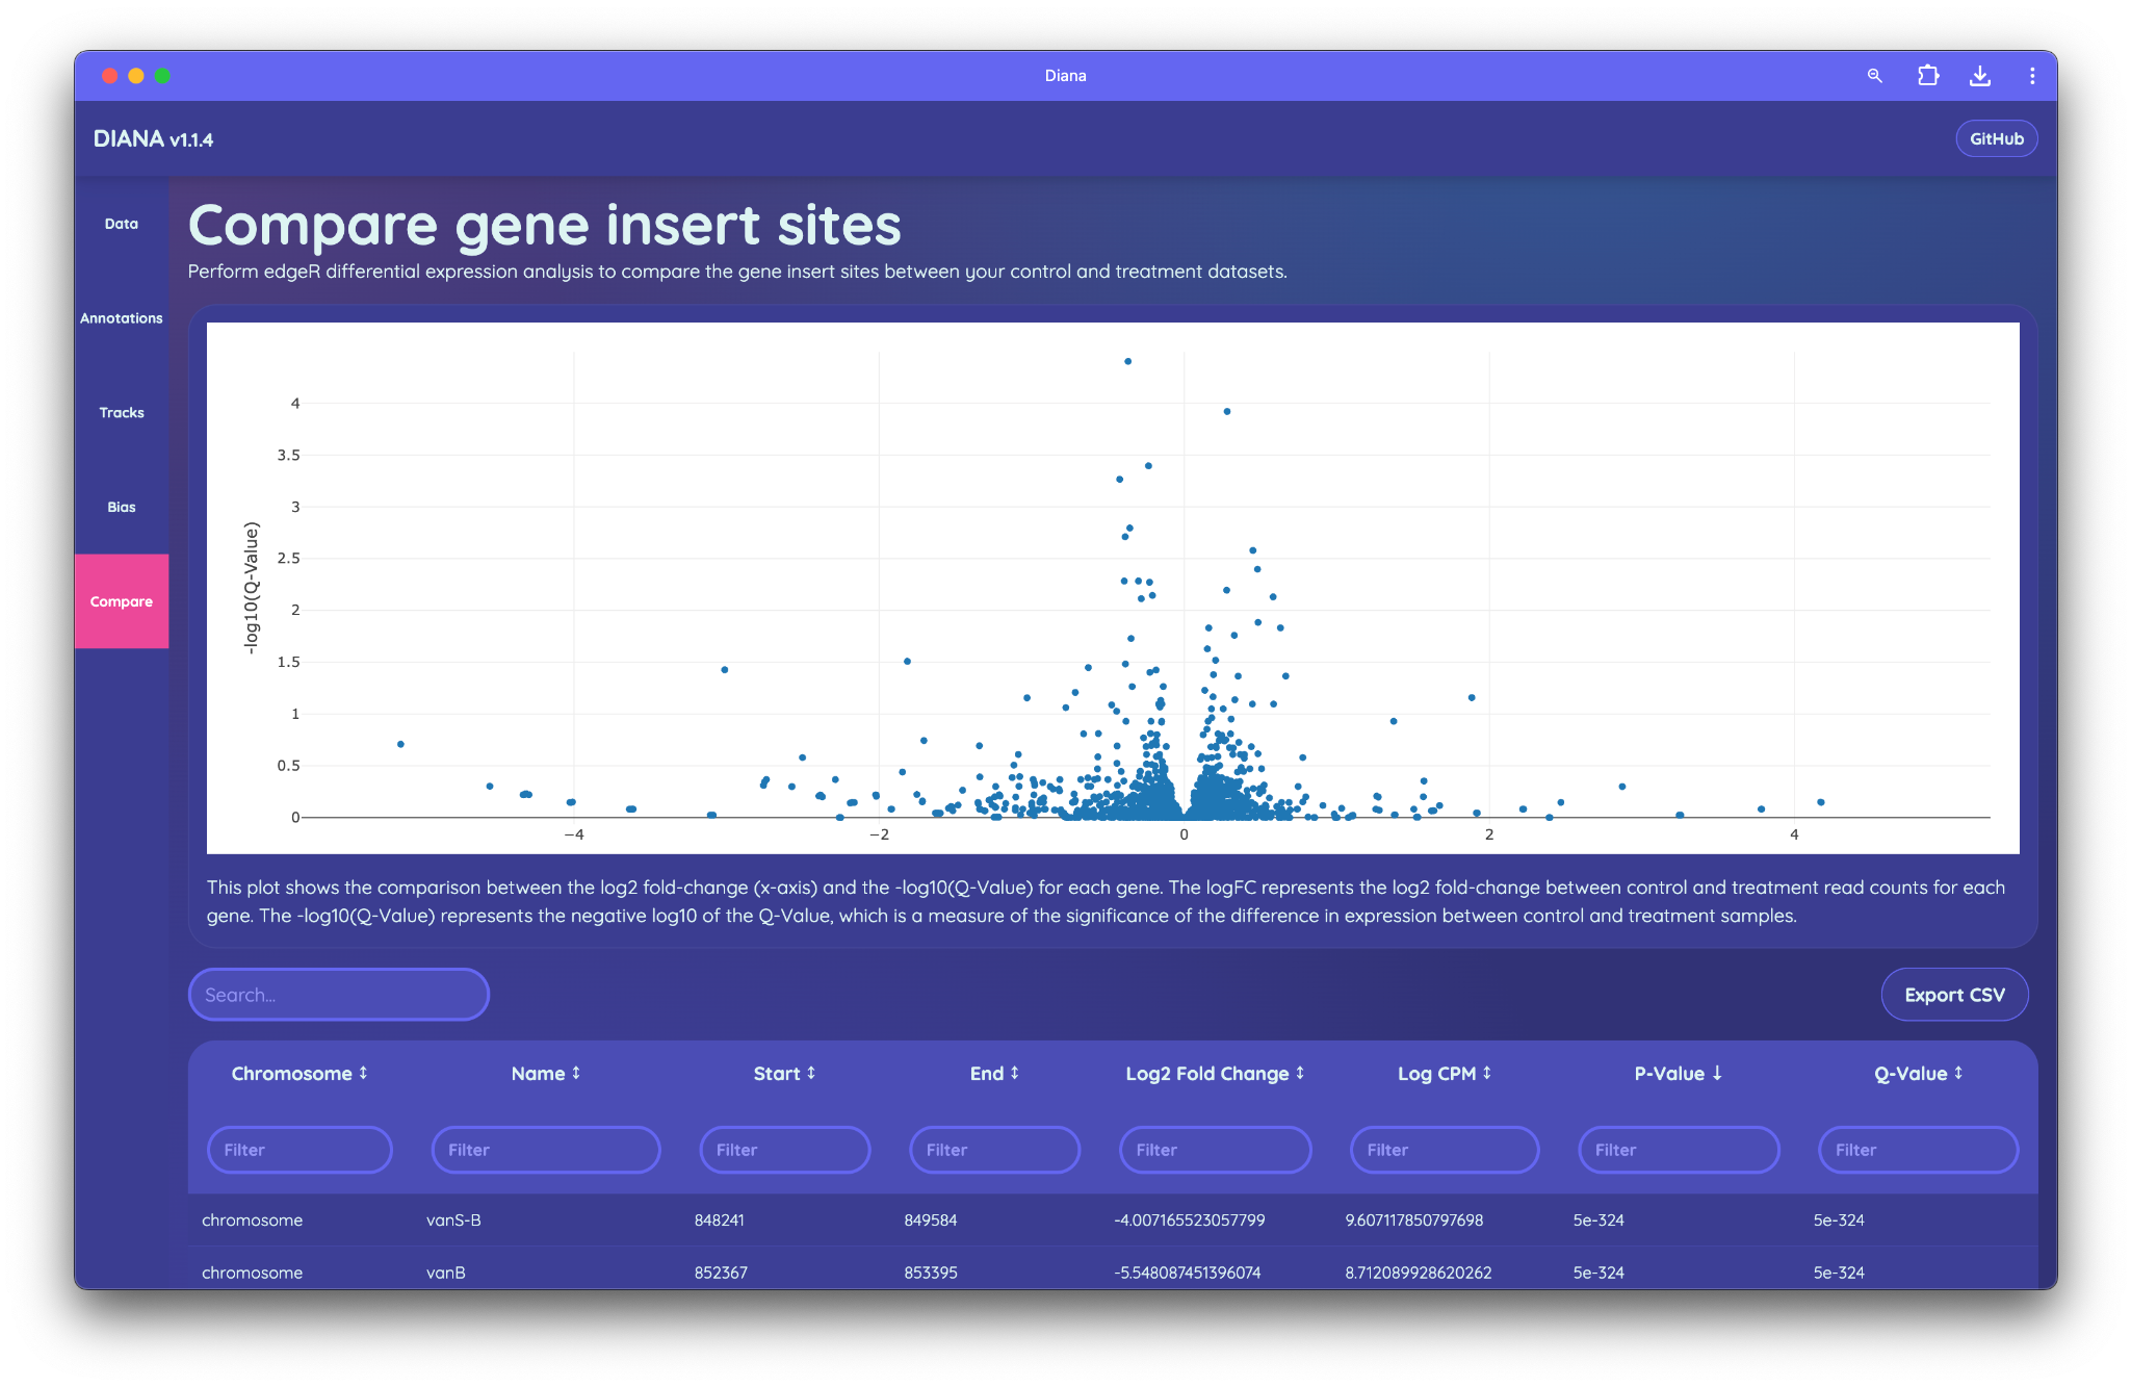 Diana
DIANA v1.1.4
GitHub
Data
Annotations
Tracks
Bias
Compare
Compare gene insert sites
Perform edgeR differential expression analysis to compare the gene insert sites between your control and treatment datasets.
-log10(Q-Value)
4
3.5
3
2.5
2
1.5
1
0.5
0
−4
−2
0
2
4
This plot shows the comparison between the log2 fold-change (x-axis) and the -log10(Q-Value) for each gene. The logFC represents the log2 fold-change between control and treatment read counts for each
gene. The -log10(Q-Value) represents the negative log10 of the Q-Value, which is a measure of the significance of the difference in expression between control and treatment samples.
Search...
Export CSV
Chromosome ↕ Name ↕ Start ↕ End ↕ Log2 Fold Change ↕ Log CPM ↕ P-Value ↓ Q-Value ↕
Filter Filter Filter Filter Filter Filter Filter Filter
chromosome vanS-B 848241 849584 -4.007165523057799 9.607117850797698 5e-324 5e-324
chromosome vanB 852367 853395 -5.548087451396074 8.712089928620262 5e-324 5e-324